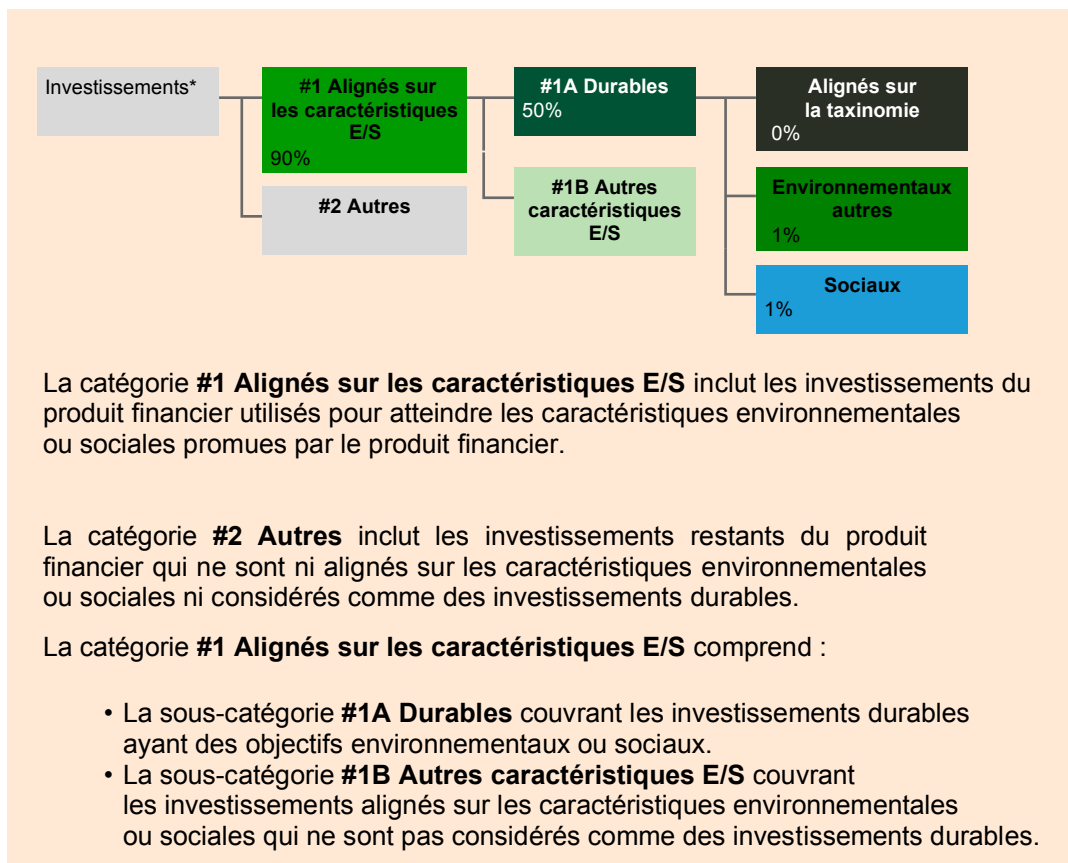 Investissements*
#1 Alignés sur
les caractéristiques
E/S
90%
#2 Autres
#1A Durables
50%
#1B Autres
caractéristiques
E/S
Alignés sur
la taxinomie
0%
Environnementaux
autres
1%
Sociaux
1%
La catégorie #1 Alignés sur les caractéristiques E/S inclut les investissements du
produit financier utilisés pour atteindre les caractéristiques environnementales
ou sociales promues par le produit financier.
La catégorie #2 Autres inclut les investissements restants du produit
financier qui ne sont ni alignés sur les caractéristiques environnementales
ou sociales ni considérés comme des investissements durables.
La catégorie #1 Alignés sur les caractéristiques E/S comprend :
• La sous-catégorie #1A Durables couvrant les investissements durables
ayant des objectifs environnementaux ou sociaux.
• La sous-catégorie #1B Autres caractéristiques E/S couvrant
les investissements alignés sur les caractéristiques environnementales
ou sociales qui ne sont pas considérés comme des investissements durables.